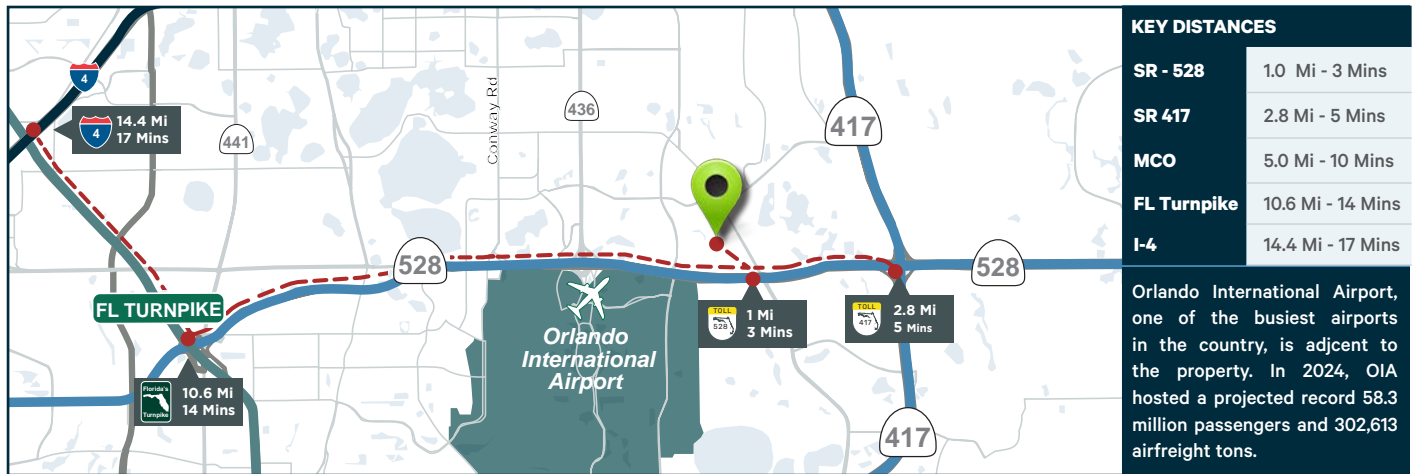 4
4
14.4 Mi
17 Mins
441
Conway Rd
436
417
528
528
FL TURNPIKE
Orlando
International
Airport
TOLL
528
1 Mi
3 Mins
TOLL
417
2.8 Mi
5 Mins
Florida's
Turnpike
10.6 Mi
14 Mins
417
KEY DISTANCES
SR - 528 1.0 Mi - 3 Mins
SR 417 2.8 Mi - 5 Mins
MCO 5.0 Mi - 10 Mins
FL Turnpike 10.6 Mi - 14 Mins
I-4 14.4 Mi - 17 Mins
Orlando International Airport,
one of the busiest airports
in the country, is adjcent to
the property. In 2024, OIA
hosted a projected record 58.3
million passengers and 302,613
airfreight tons.